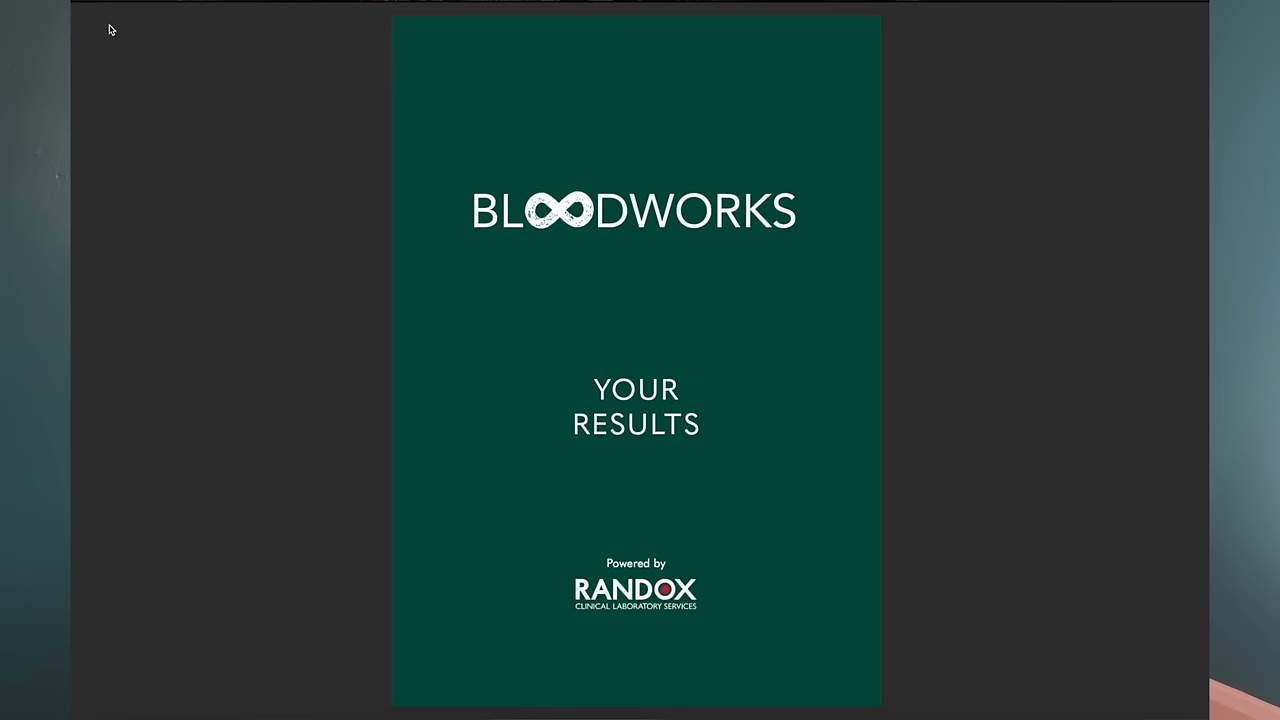 BLOODWORKS
YOUR
RESULTS
Powered by
RANDOX
CLINICAL LABORATORY SERVICES